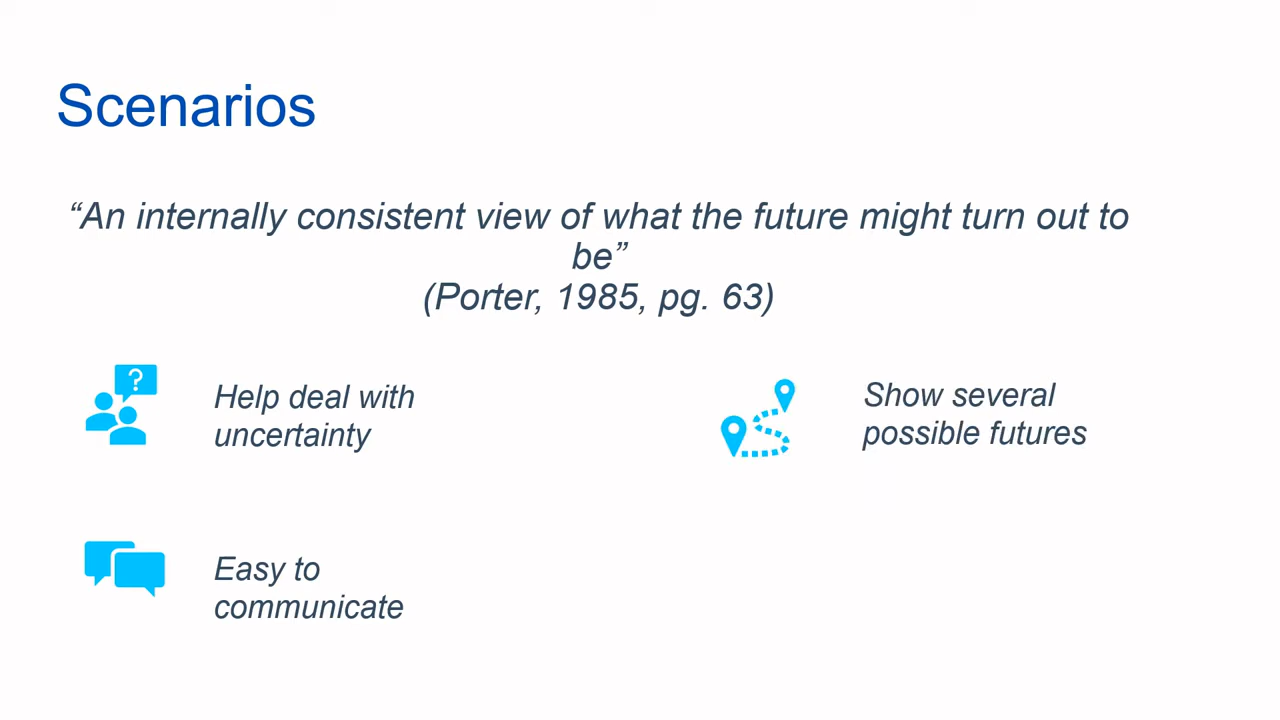 Scenarios
“An internally consistent view of what the future might turn out to
be”
(Porter, 1985, pg. 63)
?
Help deal with
uncertainty
Show several
possible futures
Easy to
communicate